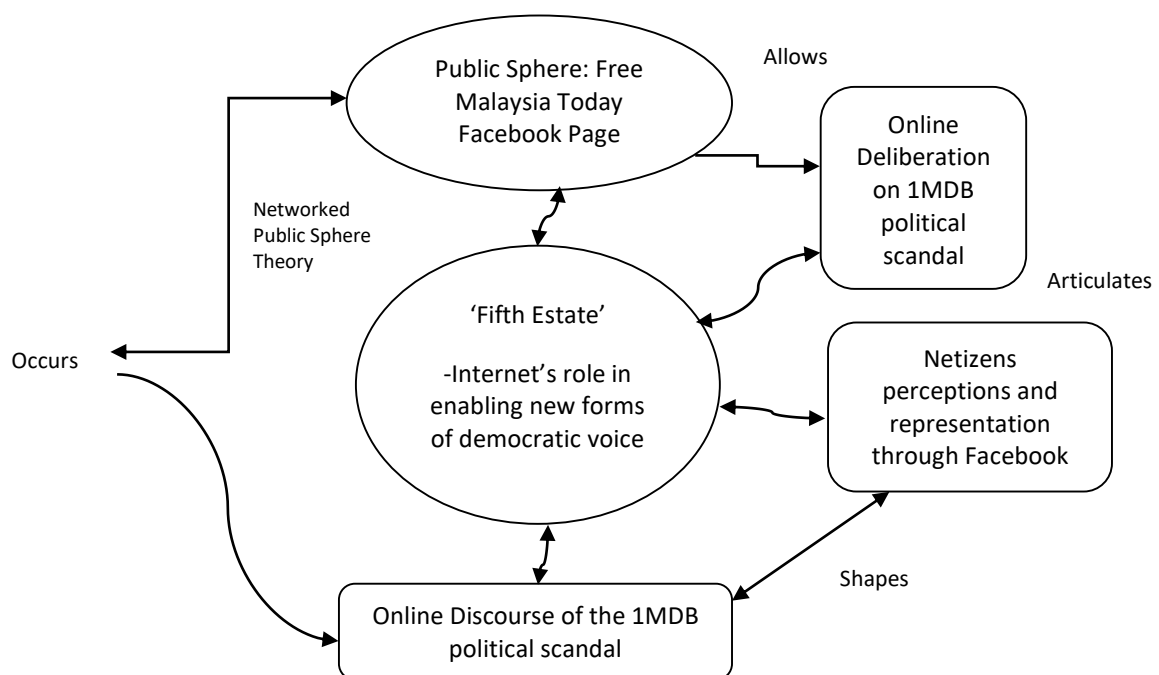 Public Sphere: Free
Malaysia Today
Facebook Page
Allows
Online
Deliberation
on 1MDB
political
scandal
Networked
Public Sphere
Theory
Articulates
‘Fifth Estate’
-Internet’s role in
enabling new forms
of democratic voice
Occurs
Netizens
perceptions and
representation
through Facebook
Shapes
Online Discourse of the 1MDB
political scandal